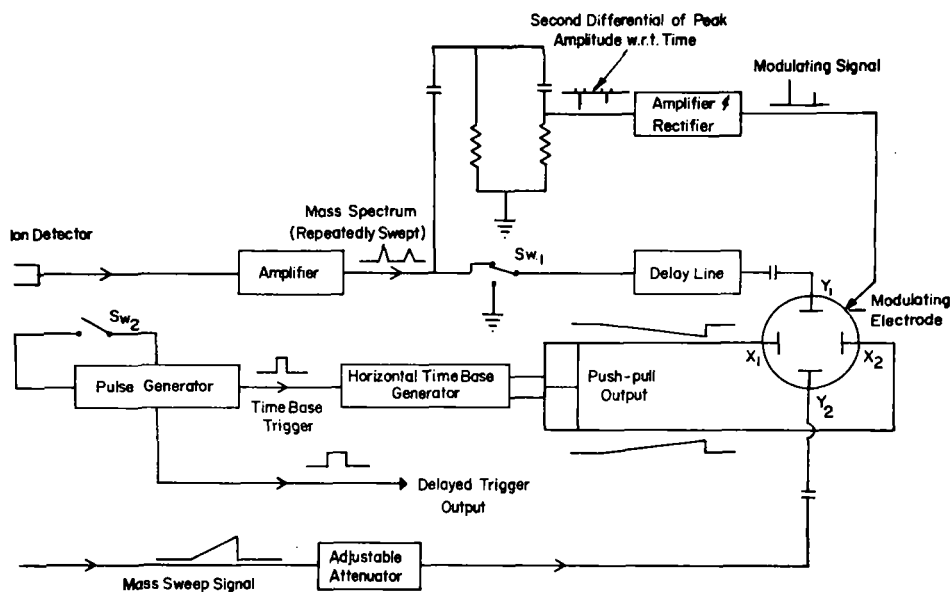 Second Differential of Peak
Amplitude w.r.t. Time
Modulating Signal
Amplifier &
Rectifier
Mass Spectrum
(Repeatedly Swept)
Ion Detector
Amplifier
Sw.1
Delay Line
Y1
Modulating
Electrode
Sw2
X1
X2
Pulse Generator
Horizontal Time Base
Generator
Push-pull
Output
Time Base
Trigger
Y2
Delayed Trigger
Output
Adjustable
Attenuator
Mass Sweep Signal